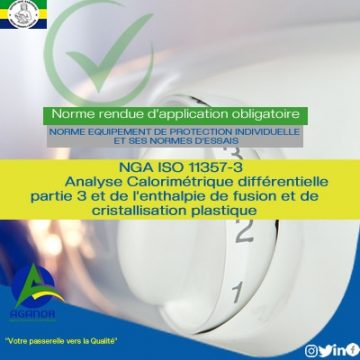 Norme rendue d'application obligatoire
NORME EQUIPEMENT DE PROTECTION INDIVIDUELLE
ET SES NORMES D'ESSAIS
NGA ISO 11357-3
Analyse Calorimétrique différentielle
partie 3 et de l'enthalpie de fusion et de
cristallisation plastique
3
2
1
AGANOR
"Votre passerelle vers la Qualité"